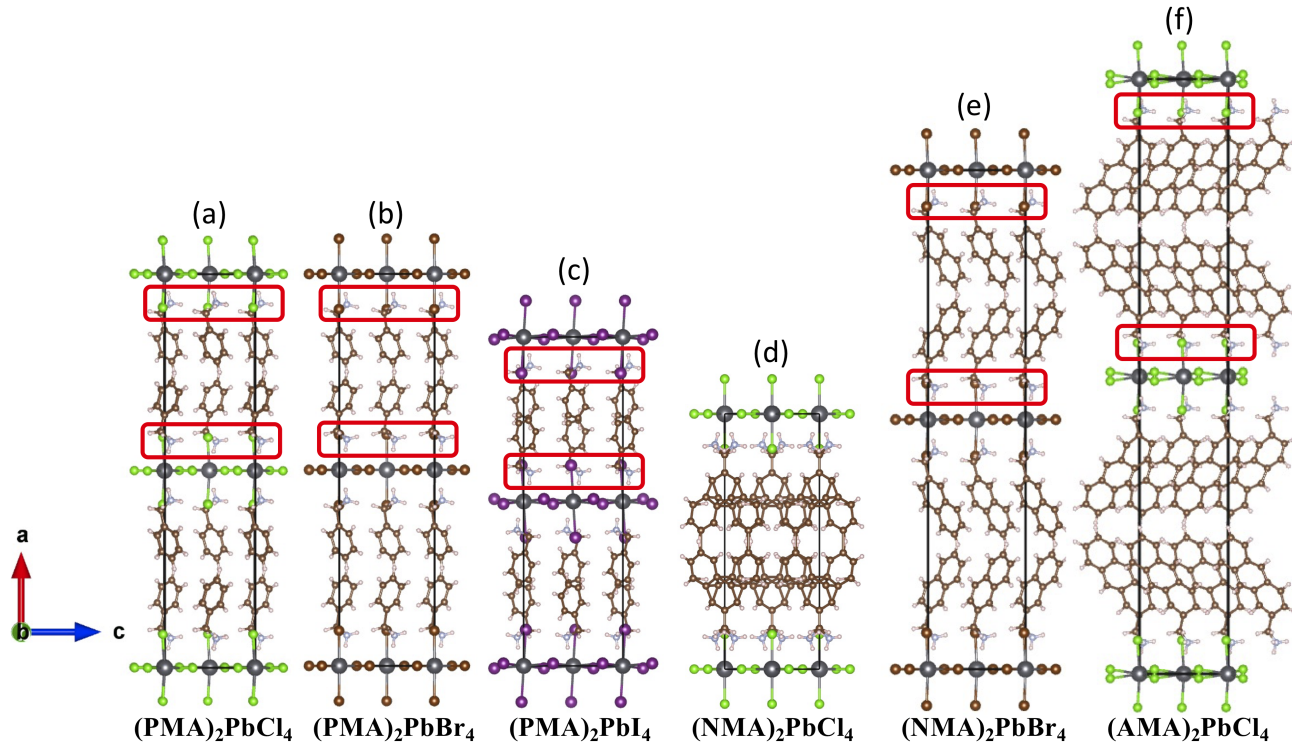 (f)
(e)
(a)
(b)
(c)
(d)
a
b
c
(PMA)₂PbCl₄
(PMA)₂PbBr₄
(PMA)₂PbI₄
(NMA)₂PbCl₄
(NMA)₂PbBr₄
(AMA)₂PbCl₄